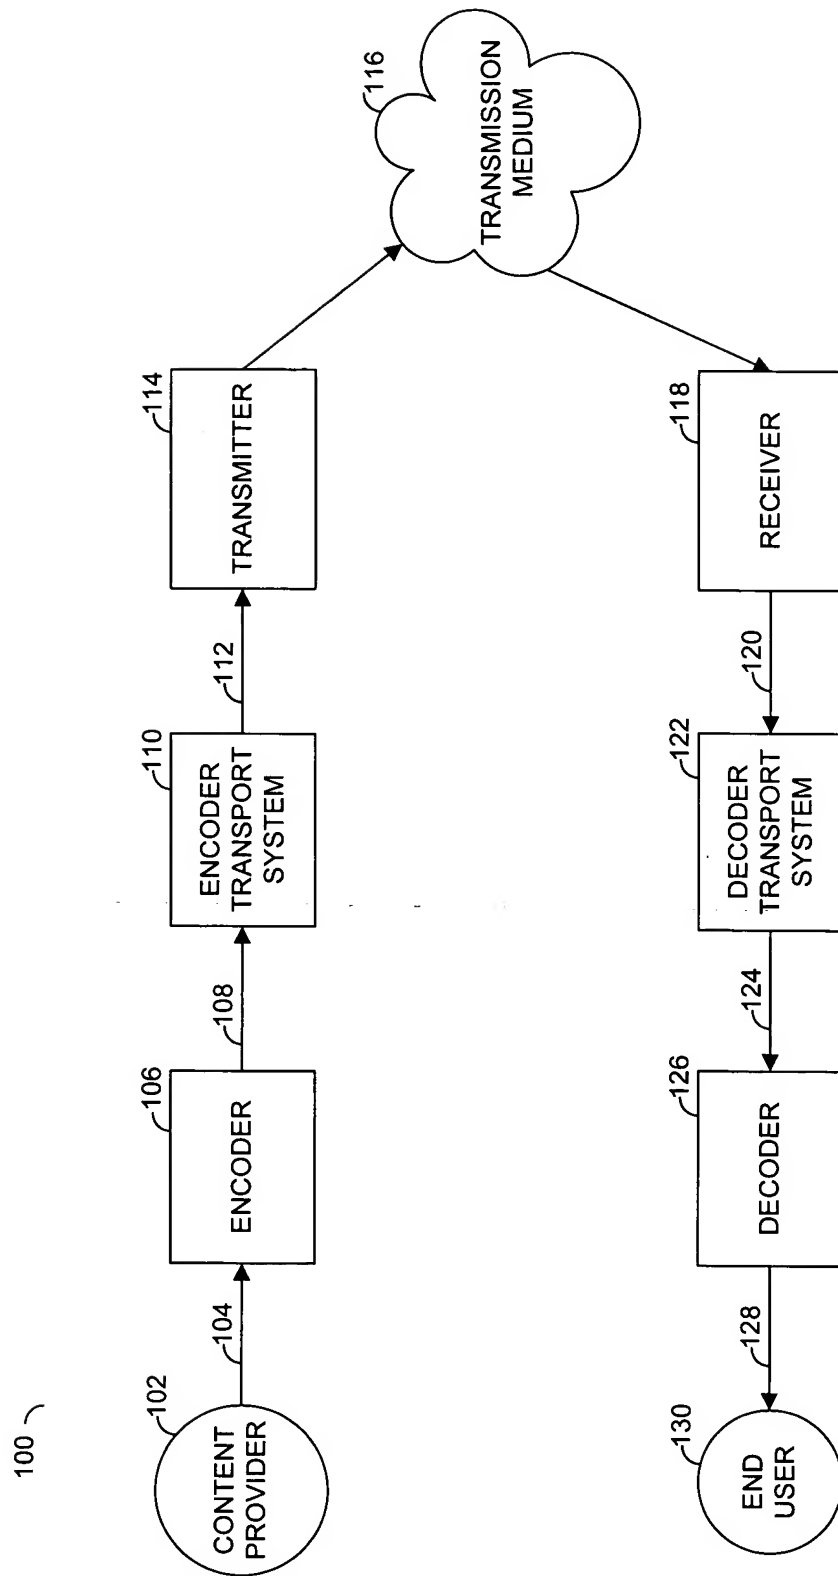 100
102
CONTENT
PROVIDER
104
106
ENCODER
108
110
ENCODER
TRANSPORT
SYSTEM
112
114
TRANSMITTER
116
TRANSMISSION
MEDIUM
118
RECEIVER
120
122
DECODER
TRANSPORT
SYSTEM
124
126
DECODER
128
130
END
USER